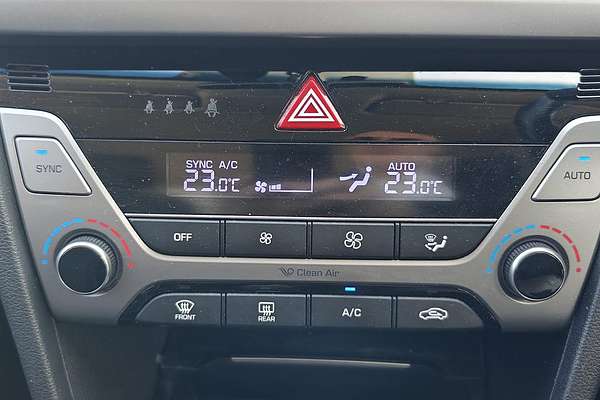 SYNC A/C AUTO
23.0°C 23.0°C
SYNC
AUTO
OFF
Clean Air
FRONT
REAR
A/C